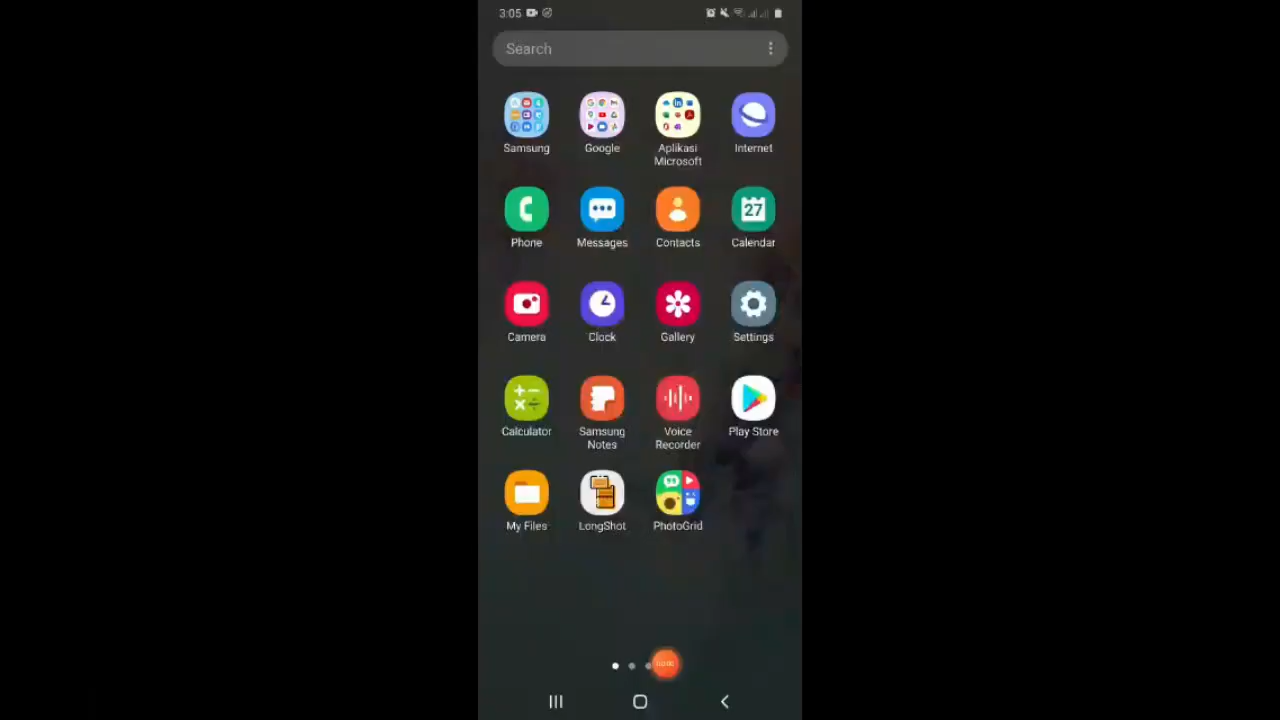 3:05
Search
Samsung
Google
Aplikasi
Microsoft
Internet
Phone
Messages
Contacts
27
Calendar
Camera
Clock
Gallery
Settings
Calculator
Samsung
Notes
Voice
Recorder
Play Store
My Files
LongShot
PhotoGrid